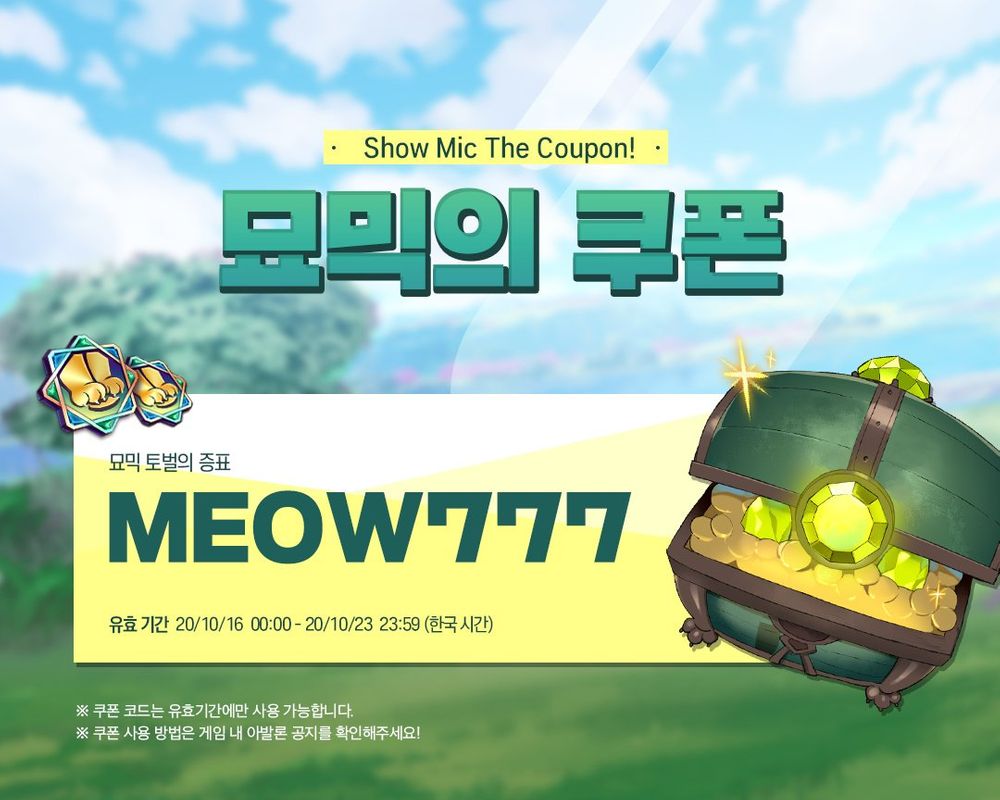 · Show Mic The Coupon! ·
묘믹의 쿠폰
묘믹 토벌의 증표
MEOW777
유효 기간 20/10/16 00:00 - 20/10/23 23:59 (한국 시간)
※ 쿠폰 코드는 유효기간에만 사용 가능합니다.
※ 쿠폰 사용 방법은 게임 내 아발론 공지를 확인해주세요!